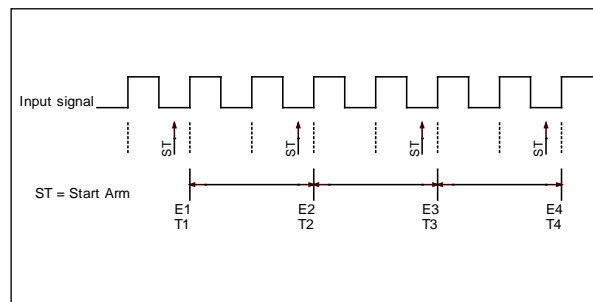 Input signal
ST ST ST ST
ST = Start Arm
E1 E2 E3 E4
T1 T2 T3 T4